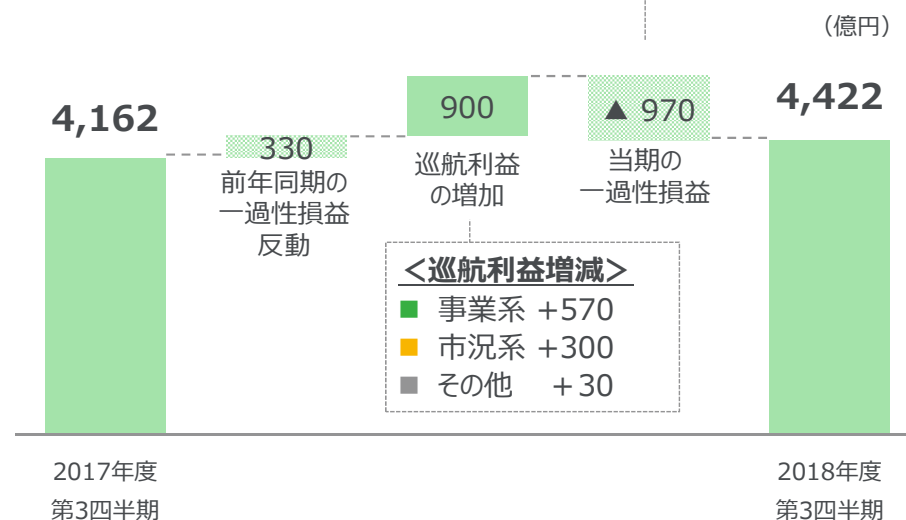 （億円）
4,162
330
前年同期の
一過性損益
反動
900
巡航利益
の増加
▲ 970
当期の
一過性損益
4,422
＜巡航利益増減＞
■ 事業系 +570
■ 市況系 +300
■ その他 +30
2017年度
第3四半期
2018年度
第3四半期